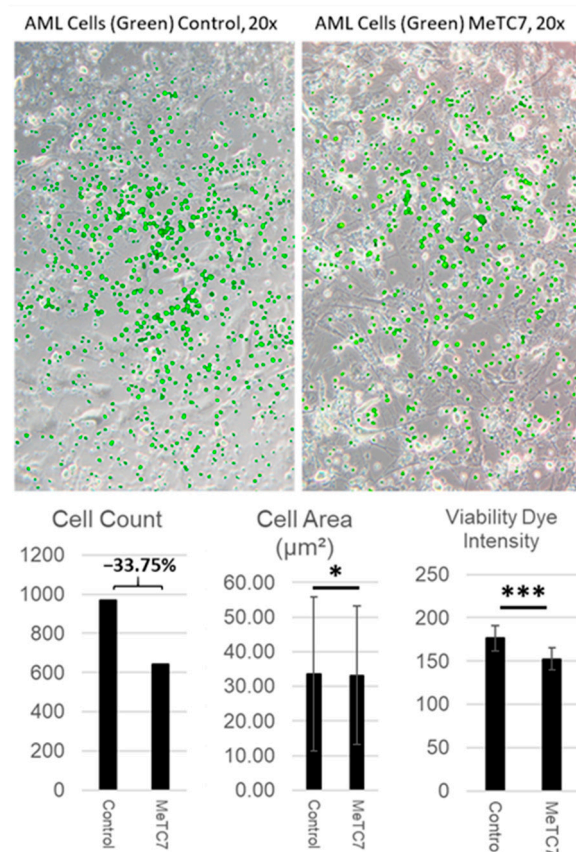 AML Cells (Green) Control, 20x
AML Cells (Green) MeTC7, 20x
Cell Count
1200
1000
800
600
400
200
0
−33.75%
Control
MeTC7
Cell Area
(µm²)
60.00
50.00
40.00
30.00
20.00
10.00
0.00
*
Control
MeTC7
Viability Dye
Intensity
250
200
150
100
50
0
***
Control
MeTC7